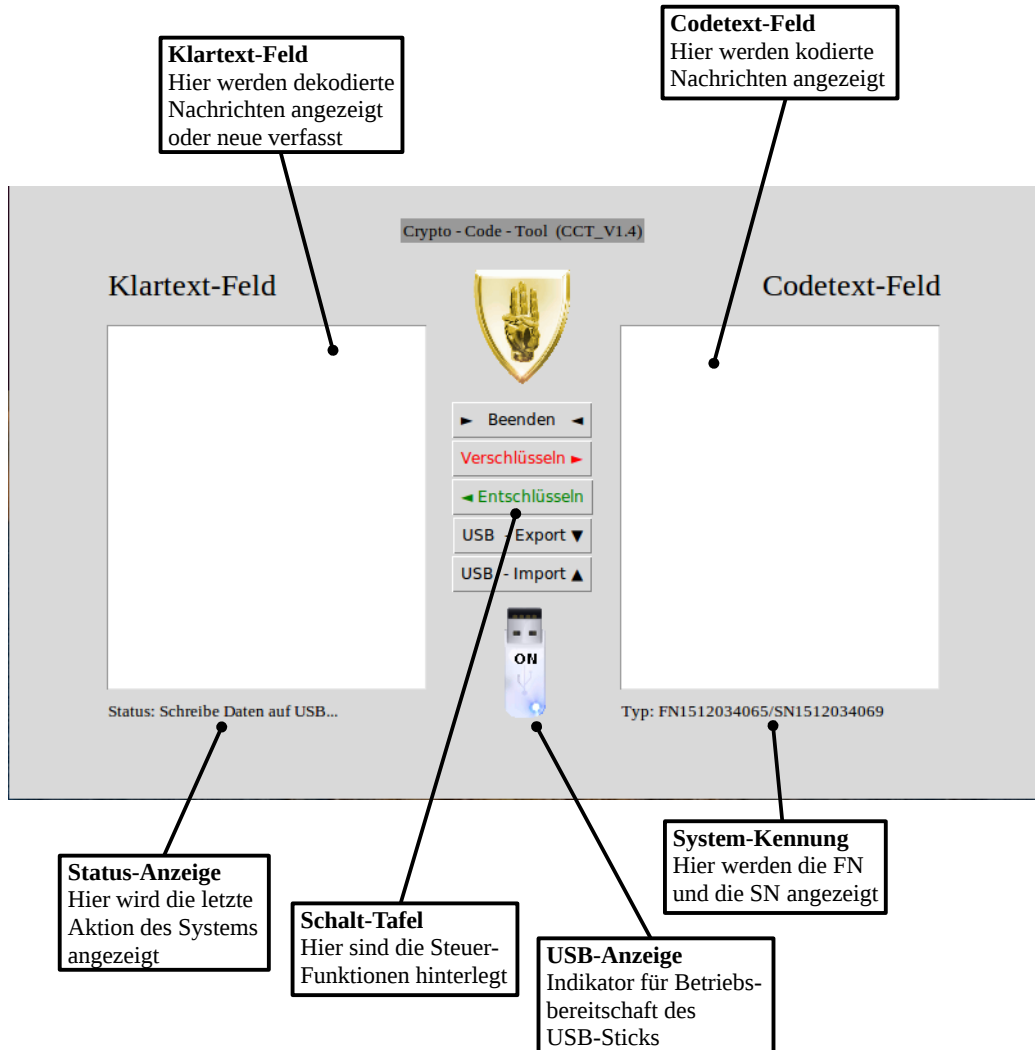 Klartext-Feld
Hier werden dekodierte
Nachrichten angezeigt
oder neue verfasst
Codetext-Feld
Hier werden kodierte
Nachrichten angezeigt
Crypto - Code - Tool (CCT_V1.4)
Klartext-Feld
Codetext-Feld
► Beenden ◄
Verschlüsseln ►
◄ Entschlüsseln
USB - Export ▼
USB - Import ▲
ON
Status: Schreibe Daten auf USB...
Typ: FN1512034065/SN1512034069
Status-Anzeige
Hier wird die letzte
Aktion des Systems
angezeigt
Schalt-Tafel
Hier sind die Steuer-
Funktionen hinterlegt
USB-Anzeige
Indikator für Betriebs-
bereitschaft des
USB-Sticks
System-Kennung
Hier werden die FN
und die SN angezeigt